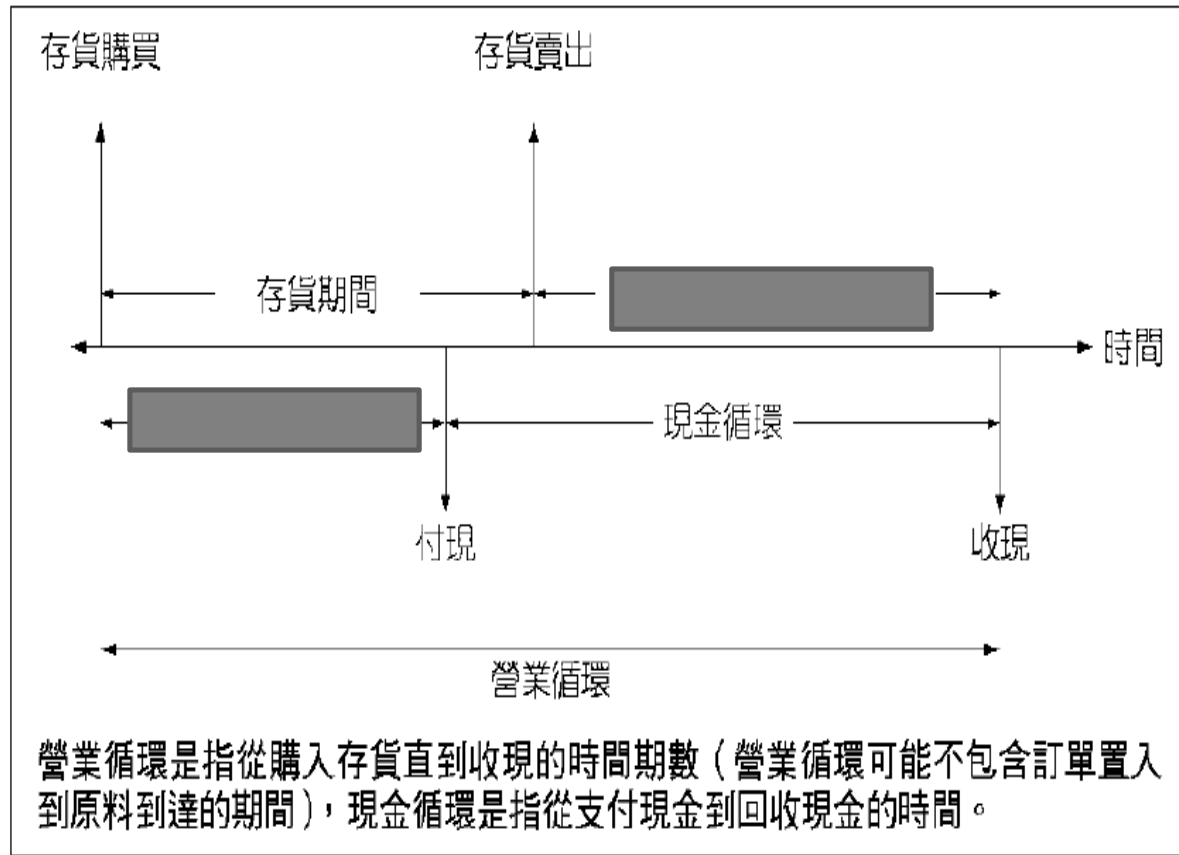 存貨購買
存貨賣出
存貨期間
時間
現金循環
付現
收現
營業循環
營業循環是指從購入存貨直到收現的時間期數（營業循環可能不包含訂單置入
到原料到達的期間），現金循環是指從支付現金到回收現金的時間。